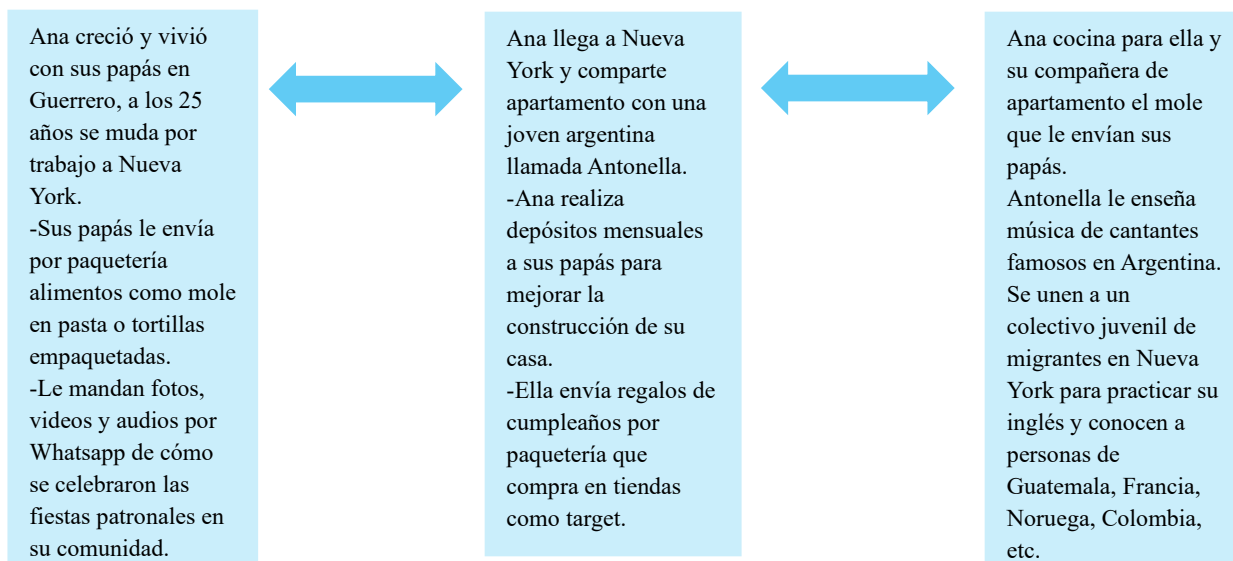 Ana creció y vivió
con sus papás en
Guerrero, a los 25
años se muda por
trabajo a Nueva
York.
-Sus papás le envía
por paquetería
alimentos como mole
en pasta o tortillas
empaquetadas.
-Le mandan fotos,
videos y audios por
Whatsapp de cómo
se celebraron las
fiestas patronales en
su comunidad.
Ana llega a Nueva
York y comparte
apartamento con una
joven argentina
llamada Antonella.
-Ana realiza
depósitos mensuales
a sus papás para
mejorar la
construcción de su
casa.
-Ella envía regalos de
cumpleaños por
paquetería que
compra en tiendas
como target.
Ana cocina para ella y
su compañera de
apartamento el mole
que le envían sus
papás.
Antonella le enseña
música de cantantes
famosos en Argentina.
Se unen a un
colectivo juvenil de
migrantes en Nueva
York para practicar su
inglés y conocen a
personas de
Guatemala, Francia,
Noruega, Colombia,
etc.